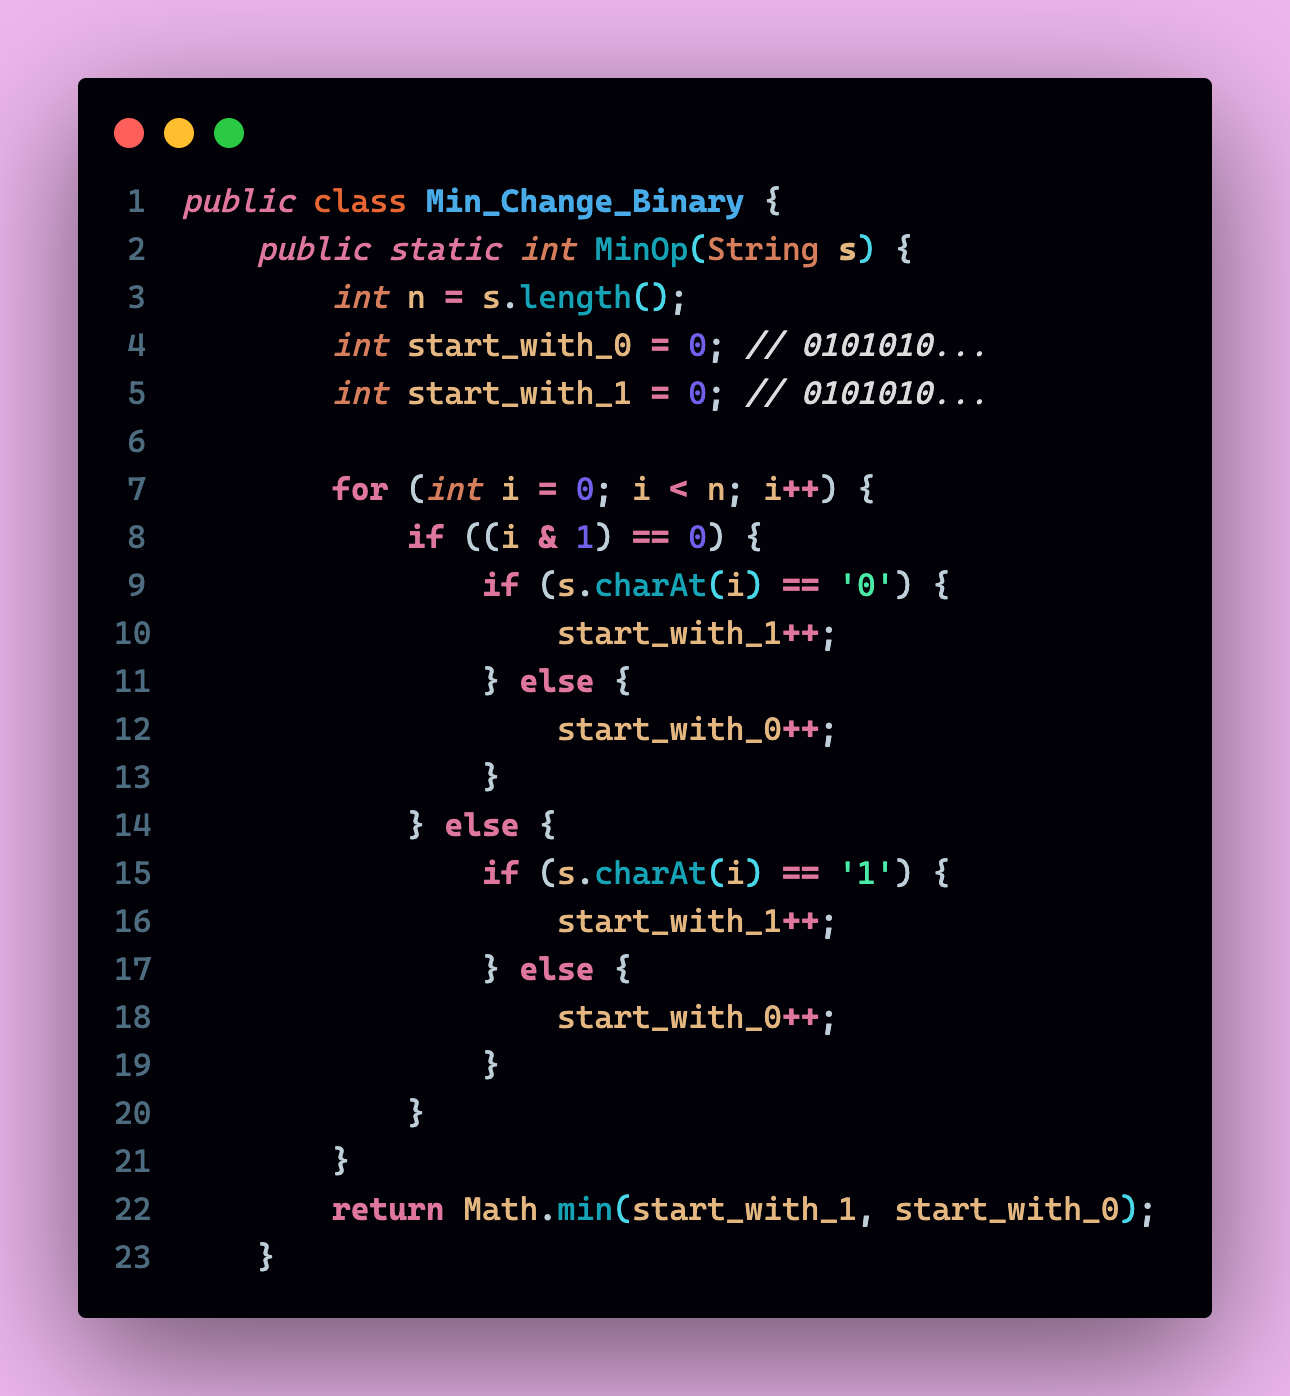 1 public class Min_Change_Binary {
2     public static int MinOp(String s) {
3         int n = s.length();
4         int start_with_0 = 0; // 0101010...
5         int start_with_1 = 0; // 0101010...
6
7         for (int i = 0; i < n; i++) {
8             if ((i & 1) == 0) {
9                 if (s.charAt(i) == '0') {
10                     start_with_1++;
11                 } else {
12                     start_with_0++;
13                 }
14             } else {
15                 if (s.charAt(i) == '1') {
16                     start_with_1++;
17                 } else {
18                     start_with_0++;
19                 }
20             }
21         }
22         return Math.min(start_with_1, start_with_0);
23     }